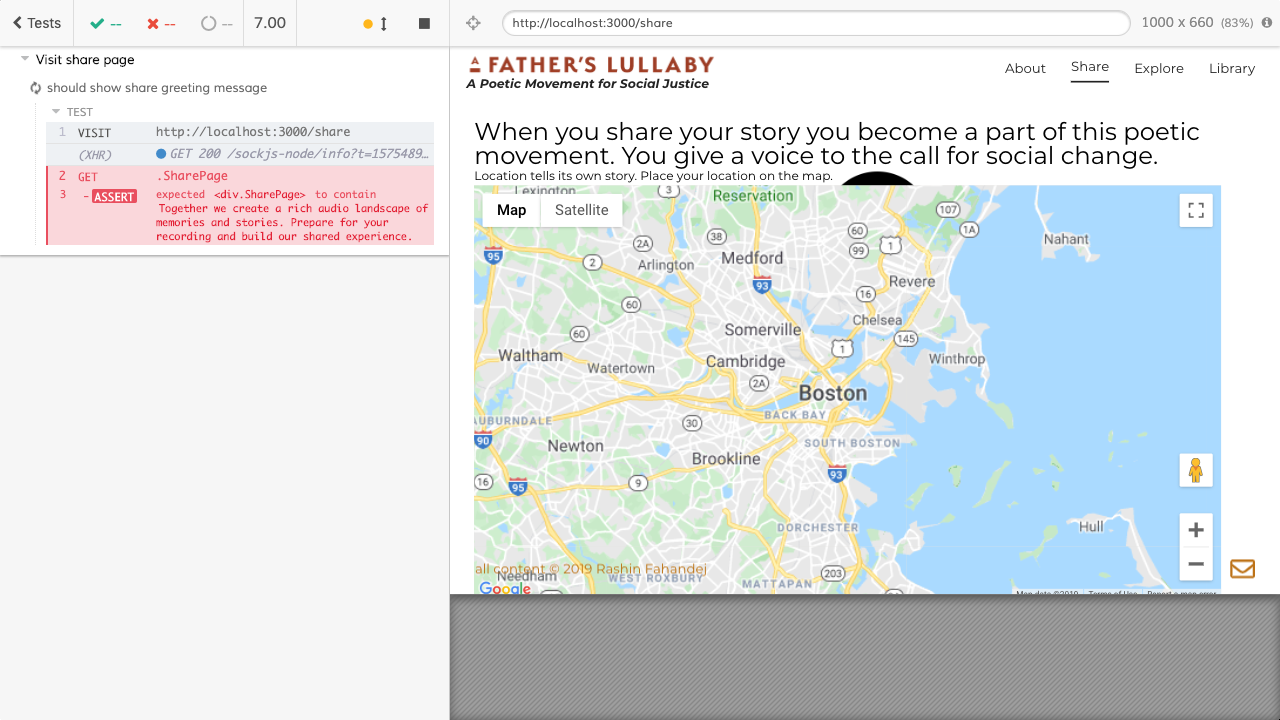 Tests
--
--
--
7.00
http://localhost:3000/share
1000 x 660 (83%)
Visit share page
should show share greeting message
TEST
1 VISIT http://localhost:3000/share
(XHR) GET 200 /sockjs-node/info?t=1575489…
2 GET .SharePage
3 - ASSERT expected <div.SharePage> to contain
Together we create a rich audio landscape of
memories and stories. Prepare for your
recording and build our shared experience.
A FATHER'S LULLABY
A Poetic Movement for Social Justice
About Share Explore Library
When you share your story you become a part of this poetic
movement. You give a voice to the call for social change.
Location tells its own story. Place your location on the map.
Lexington
3
Reservation
Map Satellite
107
1A
38
60
2A
99
1
Nahant
95
2
Arlington
Medford
93
Revere
16
60
Chelsea
60
Somerville
145
1
Waltham
Cambridge
Winthrop
Watertown
2A
Boston
BACK BAY
AUBURNDALE
30
90
Newton
SOUTH BOSTON
Brookline
93
16
95
9
DORCHESTER
Hull
all content © 2019 Rashin Fahandei
Needham
WEST ROXBURY
203
MATTAPAN
Google
Map data ©2019 Terms of Use Report a map error